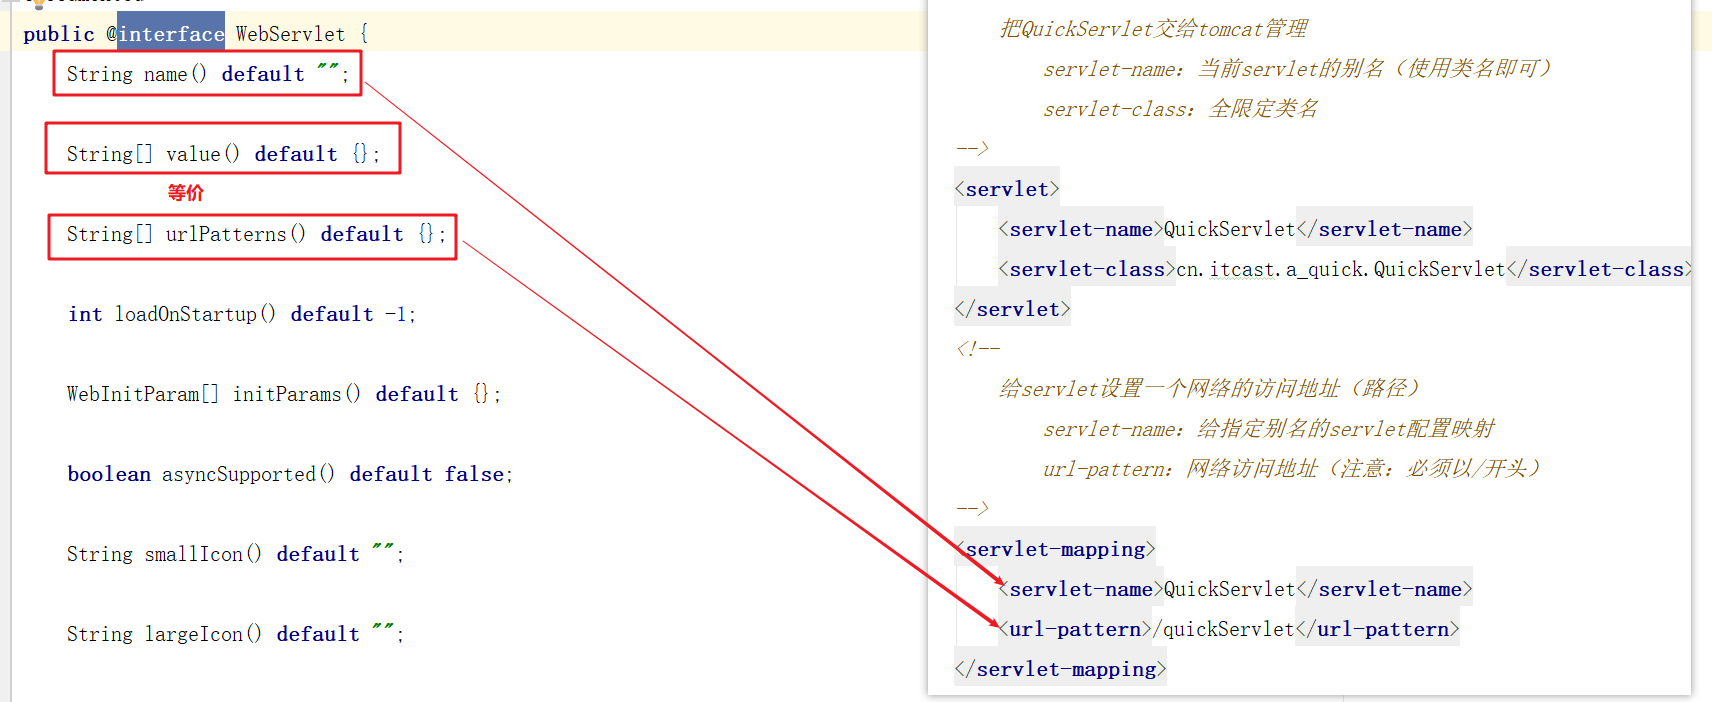 public @interface WebServlet {
String name() default "";
String[] value() default {};
等价
String[] urlPatterns() default {};
int loadOnStartup() default -1;
WebInitParam[] initParams() default {};
boolean asyncSupported() default false;
String smallIcon() default "";
String largeIcon() default "";
把QuickServlet交给tomcat管理
servlet-name：当前servlet的别名（使用类名即可）
servlet-class：全限定类名
-->
<servlet>
<servlet-name>QuickServlet</servlet-name>
<servlet-class>cn.itcast.a_quick.QuickServlet</servlet-class>
</servlet>
<!--
给servlet设置一个网络的访问地址（路径）
servlet-name：给指定别名的servlet配置映射
url-pattern：网络访问地址（注意：必须以/开头）
-->
<servlet-mapping>
<servlet-name>QuickServlet</servlet-name>
<url-pattern>/quickServlet</url-pattern>
</servlet-mapping>